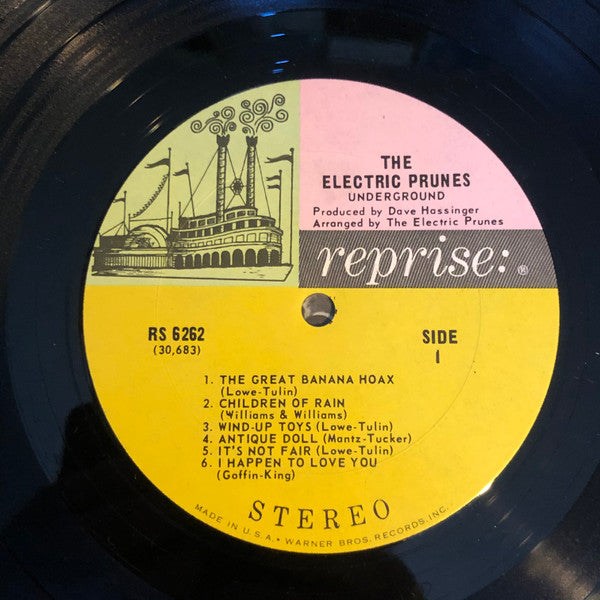 THE
ELECTRIC PRUNES
UNDERGROUND
Produced by Dave Hassinger
Arranged by The Electric Prunes
reprise: ®
RS 6262
(30,683)
SIDE
1
1. THE GREAT BANANA HOAX
(Lowe-Tulin)
2. CHILDREN OF RAIN
(Williams & Williams)
3. WIND-UP TOYS (Lowe-Tulin)
4. ANTIQUE DOLL (Mantz-Tucker)
5. IT'S NOT FAIR (Lowe-Tulin)
6. I HAPPEN TO LOVE YOU
(Goffin-King)
STEREO
MADE IN U.S.A. • WARNER BROS. RECORDS, INC.